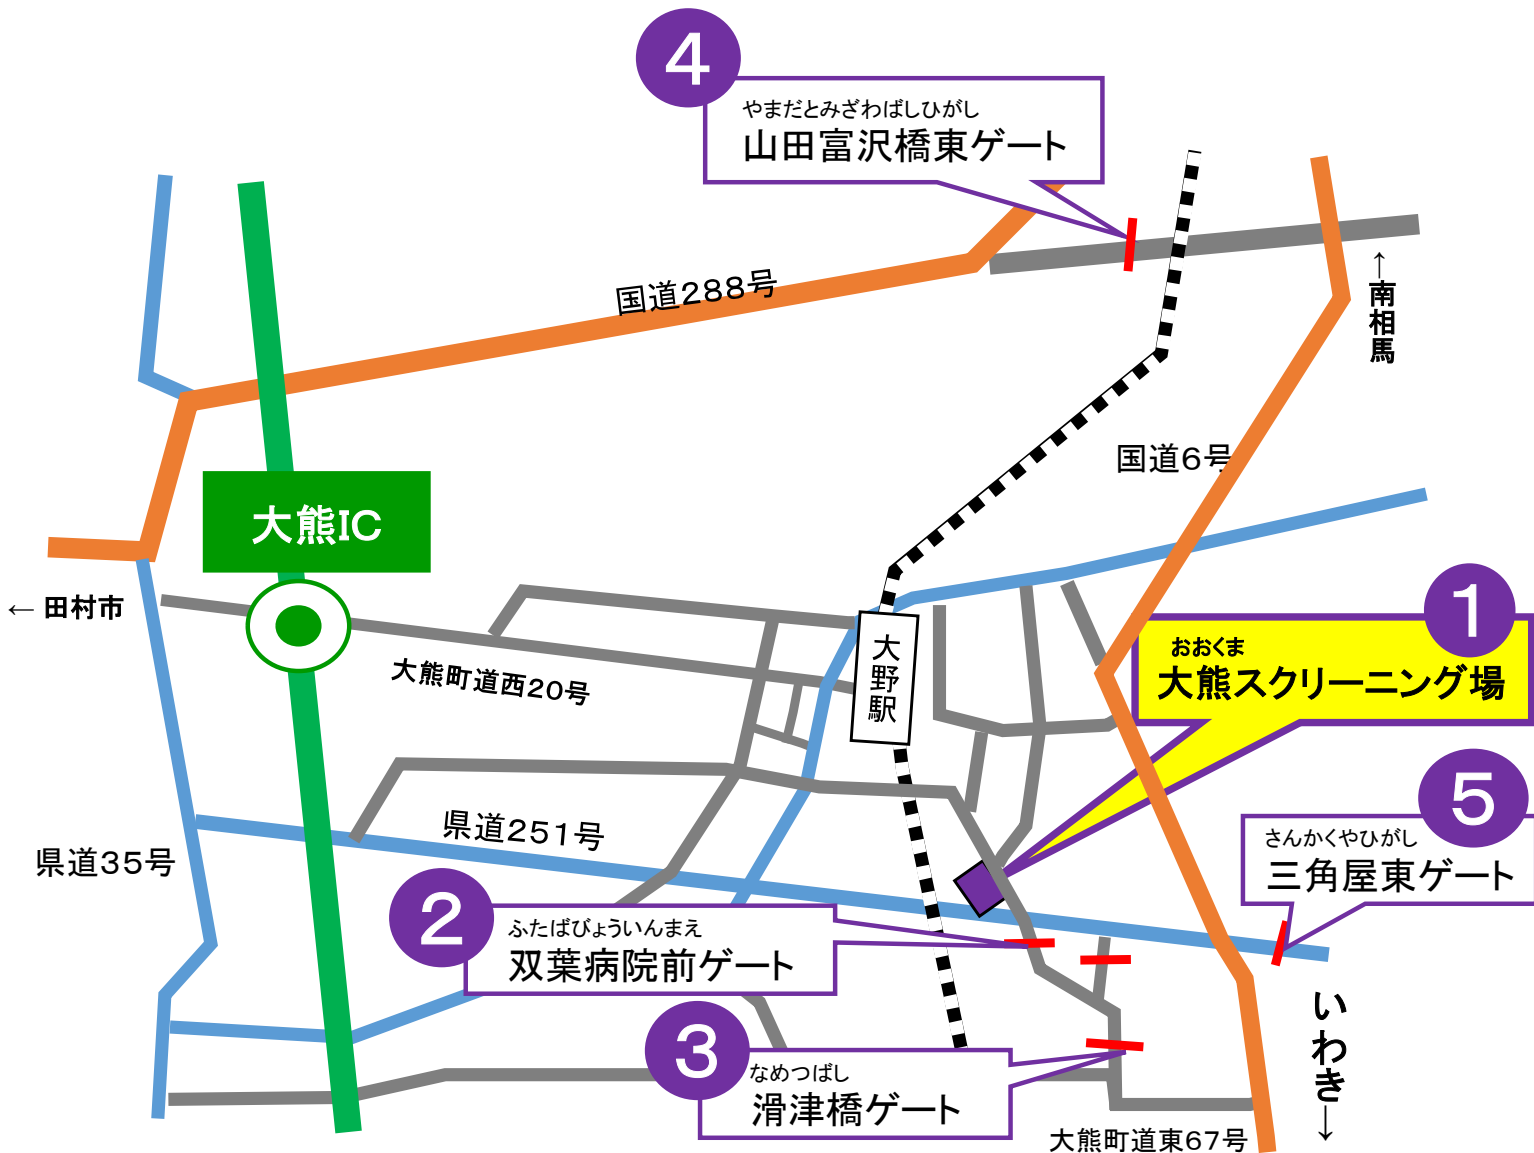 4
やまだとみざわばしひがし
山田富沢橋東ゲート
国道288号
↑
南相馬
国道6号
大熊IC
← 田村市
大熊町道西20号
大野駅
1
おおくま
大熊スクリーニング場
県道251号
県道35号
5
さんかくやひがし
三角屋東ゲート
2
ふたばびょういんまえ
双葉病院前ゲート
3
なめつばし
滑津橋ゲート
いわき
↓
大熊町道東67号